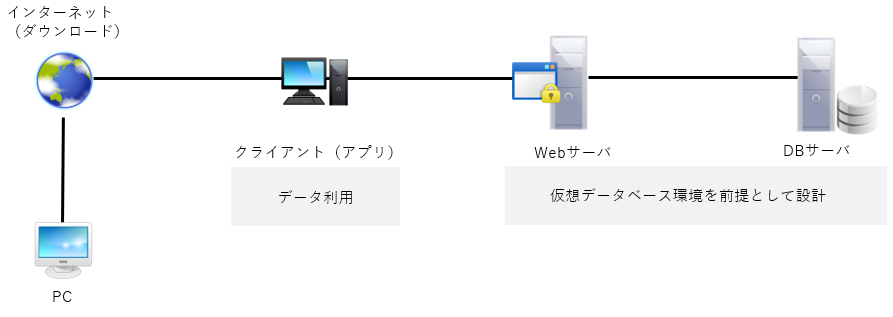 インターネット
（ダウンロード）
クライアント（アプリ）
Webサーバ
DBサーバ
データ利用
仮想データベース環境を前提として設計
PC